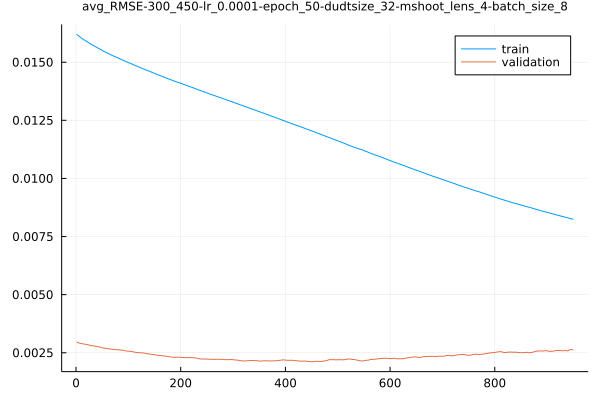 avg_RMSE-300_450-lr_0.0001-epoch_50-dudtsize_32-mshoot_lens_4-batch_size_8
train
validation
0.0150
0.0125
0.0100
0.0075
0.0050
0.0025
0 200 400 600 800